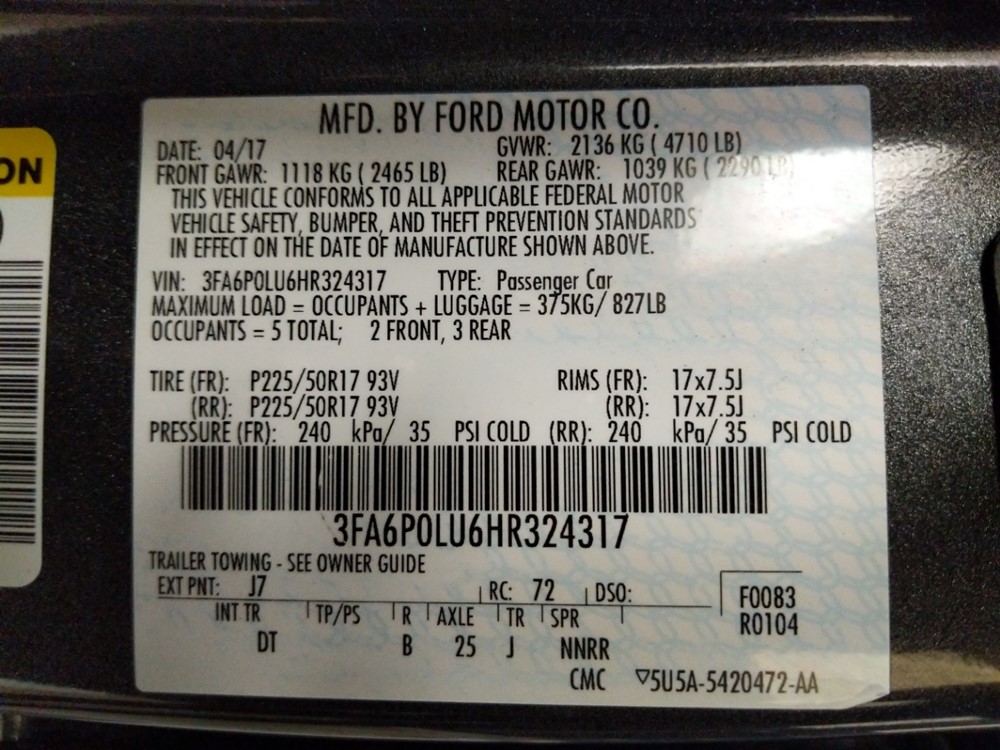 ON
MFD. BY FORD MOTOR CO.
DATE: 04/17 GVWR: 2136 KG ( 4710 LB)
FRONT GAWR: 1118 KG ( 2465 LB) REAR GAWR: 1039 KG ( 2290 LB)
THIS VEHICLE CONFORMS TO ALL APPLICABLE FEDERAL MOTOR
VEHICLE SAFETY, BUMPER, AND THEFT PREVENTION STANDARDS
IN EFFECT ON THE DATE OF MANUFACTURE SHOWN ABOVE.
VIN: 3FA6P0LU6HR324317 TYPE: Passenger Car
MAXIMUM LOAD = OCCUPANTS + LUGGAGE = 375KG/ 827LB
OCCUPANTS = 5 TOTAL; 2 FRONT, 3 REAR
TIRE (FR): P225/50R17 93V RIMS (FR): 17x7.5J
(RR): P225/50R17 93V (RR): 17x7.5J
PRESSURE (FR): 240 kPa/ 35 PSI COLD (RR): 240 kPa/ 35 PSI COLD
3FA6P0LU6HR324317
TRAILER TOWING - SEE OWNER GUIDE
EXT PNT: J7 RC: 72 DSO:
INT TR TP/PS R AXLE TR SPR
DT B 25 J NNRR
F0083
R0104
CMC ▽5U5A-5420472-AA